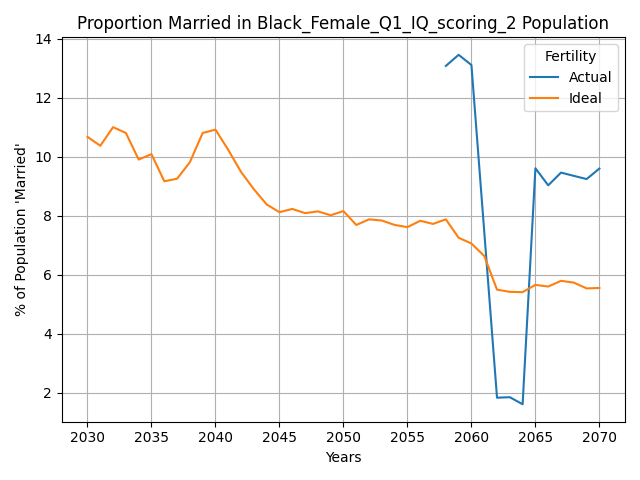 Proportion Married in Black_Female_Q1_IQ_scoring_2 Population
% of Population 'Married'
14
12
10
8
6
4
2
Fertility
Actual
Ideal
2030 2035 2040 2045 2050 2055 2060 2065 2070
Years